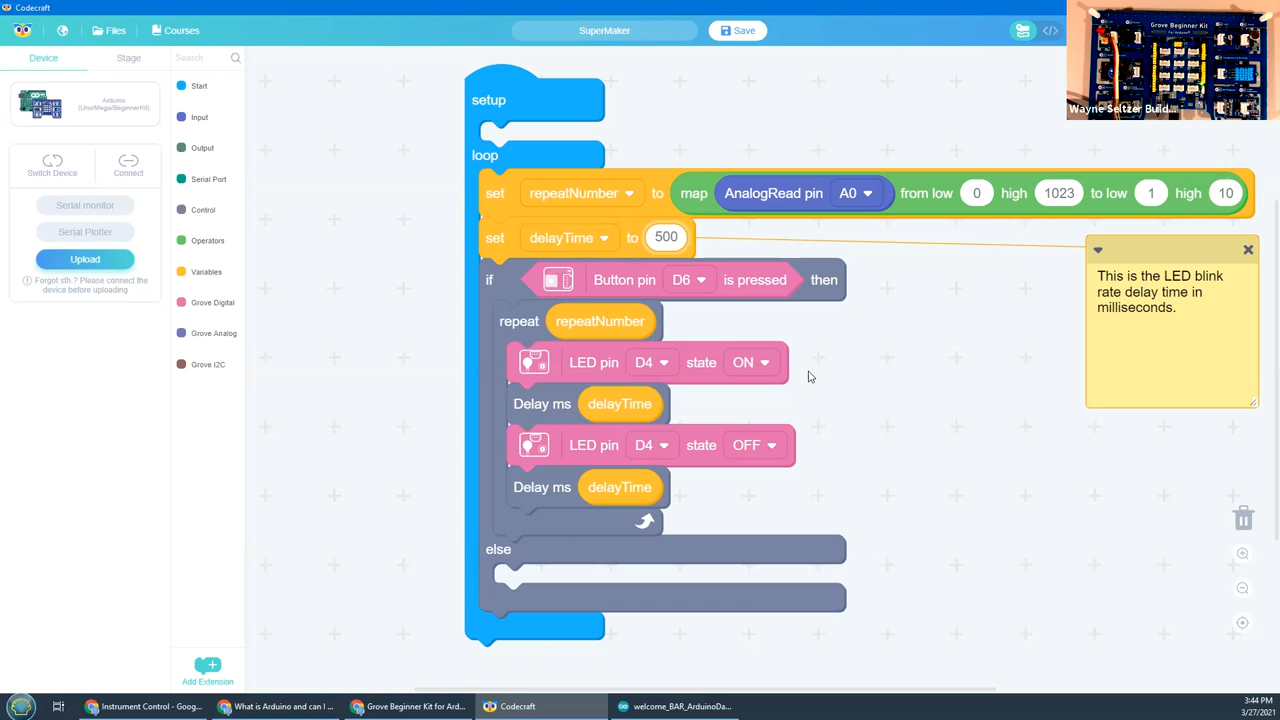 Codecraft
Files
Courses
SuperMaker
Save
Grove Beginner Kit
Wayne Seltzer Build...
Device
Stage
Search
Arduino
(Uno/Mega/BeginnerKit)
Switch Device
Connect
Serial monitor
Serial Plotter
Upload
Forgot sth ? Please connect the
device before uploading
Start
Input
Output
Serial Port
Control
Operators
Variables
Grove Digital
Grove Analog
Grove I2C
Add Extension
setup
loop
set repeatNumber to map AnalogRead pin A0 from low 0 high 1023 to low 1 high 10
set delayTime to 500
if Button pin D6 is pressed then
repeat repeatNumber
LED pin D4 state ON
Delay ms delayTime
LED pin D4 state OFF
Delay ms delayTime
else
This is the LED blink
rate delay time in
milliseconds.
Instrument Control - Goog...
What is Arduino and can I ...
Grove Beginner Kit for Ard...
Codecraft
welcome_BAR_ArduinoDa...
3:44 PM
3/27/2021